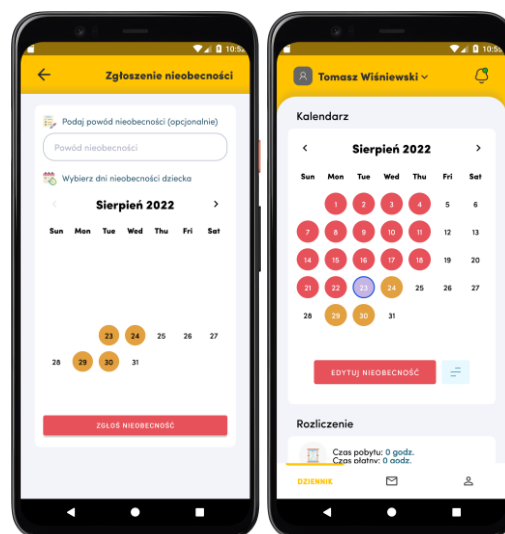 10:52
Zgłoszenie nieobecności
Podaj powód nieobecności (opcjonalnie)
Powód nieobecności
Wybierz dni nieobecności dziecka
Sierpień 2022
Sun Mon Tue Wed Thu Fri Sat
23 24 25 26 27
28 29 30 31
ZGŁOŚ NIEOBECNOŚĆ
10:55
Tomasz Wiśniewski
Kalendarz
Sierpień 2022
Sun Mon Tue Wed Thu Fri Sat
1 2 3 4 5 6
7 8 9 10 11 12 13
14 15 16 17 18 19 20
21 22 23 24 25 26 27
28 29 30 31
EDYTUJ NIEOBECNOŚĆ
Rozliczenie
Czas pobytu: 0 godz.
Czas płatny: 0 godz.
DZIENNIK